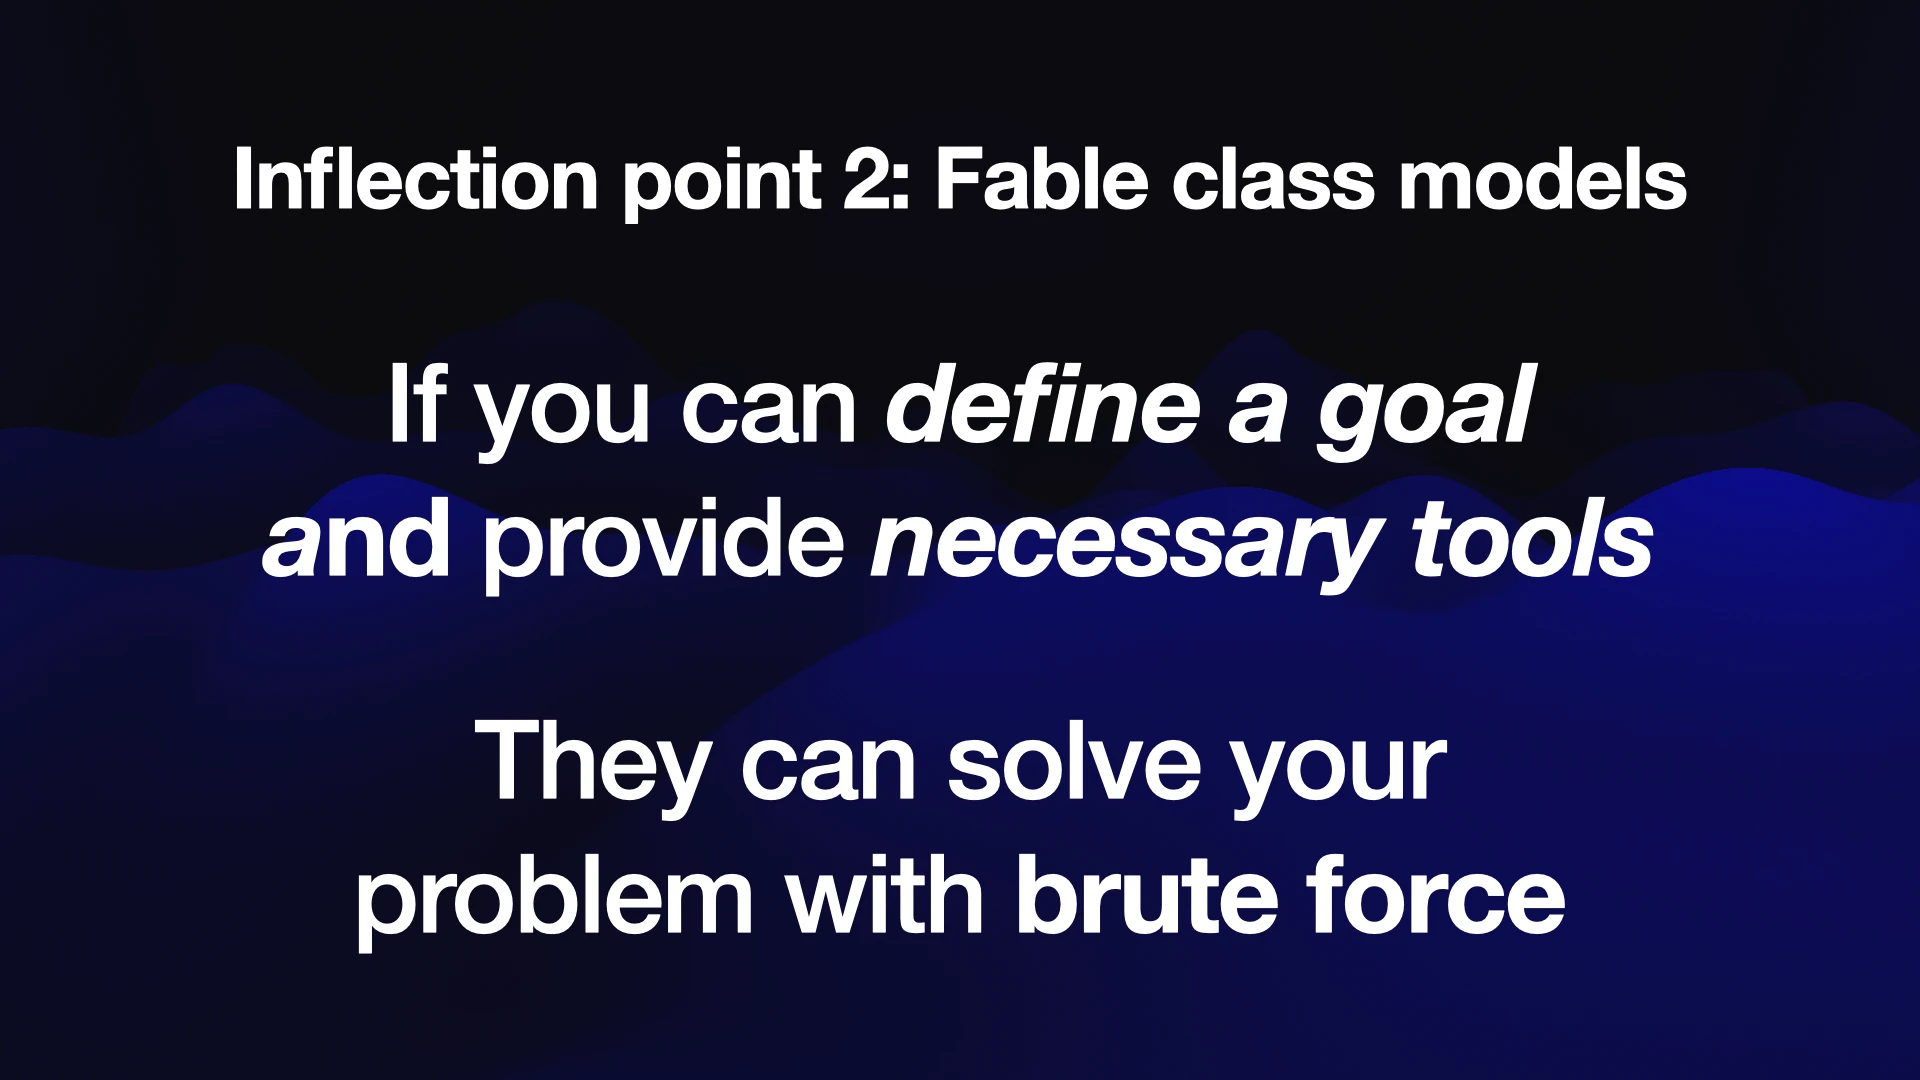 Inflection point 2: Fable class models
If you can define a goal
and provide necessary tools
They can solve your
problem with brute force